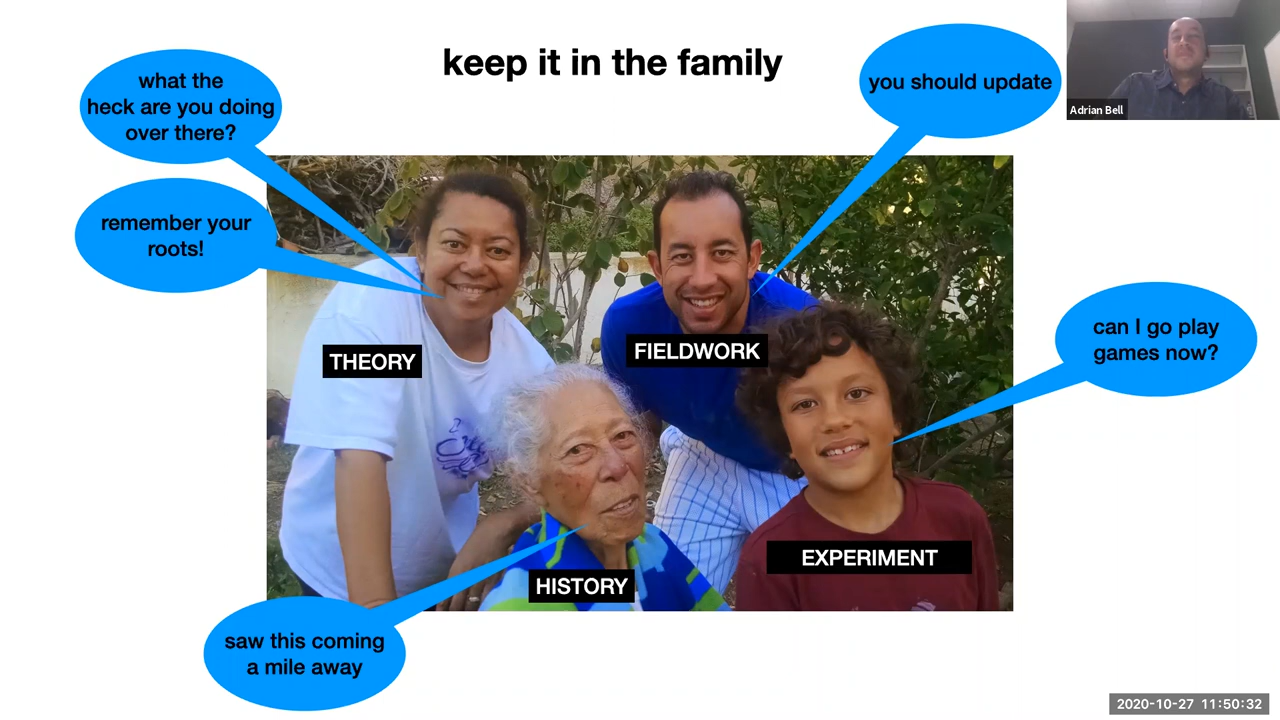 keep it in the family
what the
heck are you doing
over there?
you should update
Adrian Bell
remember your
roots!
can I go play
games now?
THEORY
FIELDWORK
EXPERIMENT
HISTORY
saw this coming
a mile away
2020-10-27 11:50:32